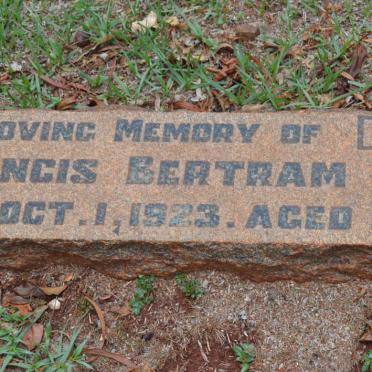 OVING MEMORY OF
NCIS BERTRAM
OCT. 1, 1923. AGED